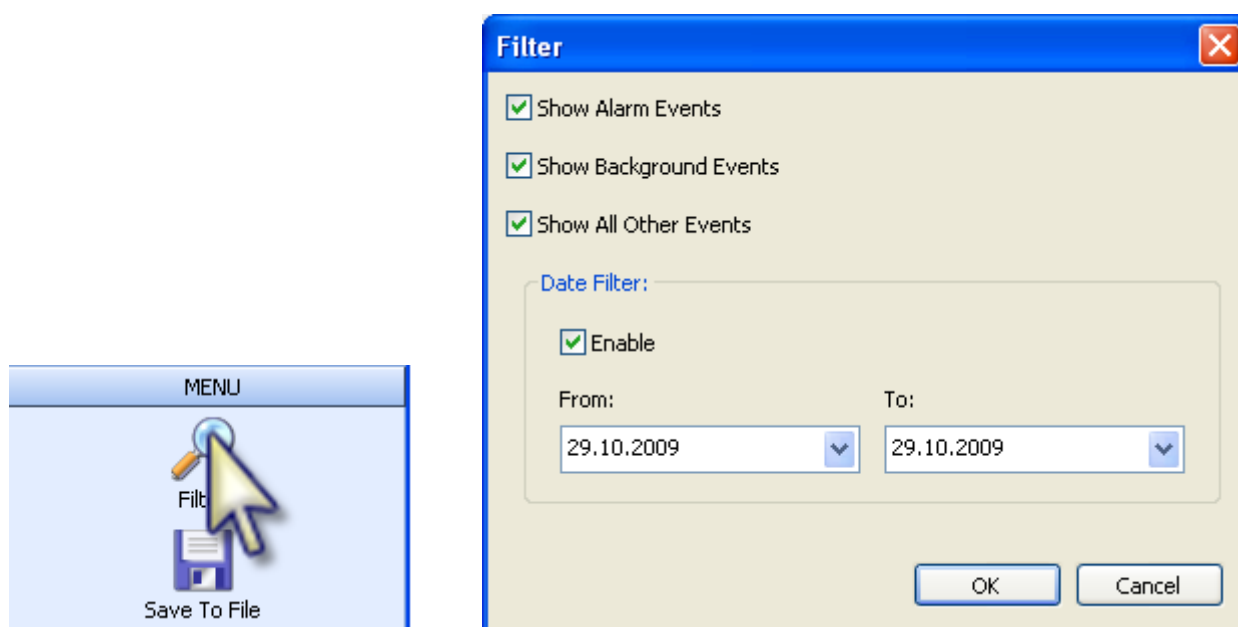 MENU
Filt
Save To File
Filter
Show Alarm Events
Show Background Events
Show All Other Events
Date Filter:
Enable
From: To:
29.10.2009 29.10.2009
OK Cancel